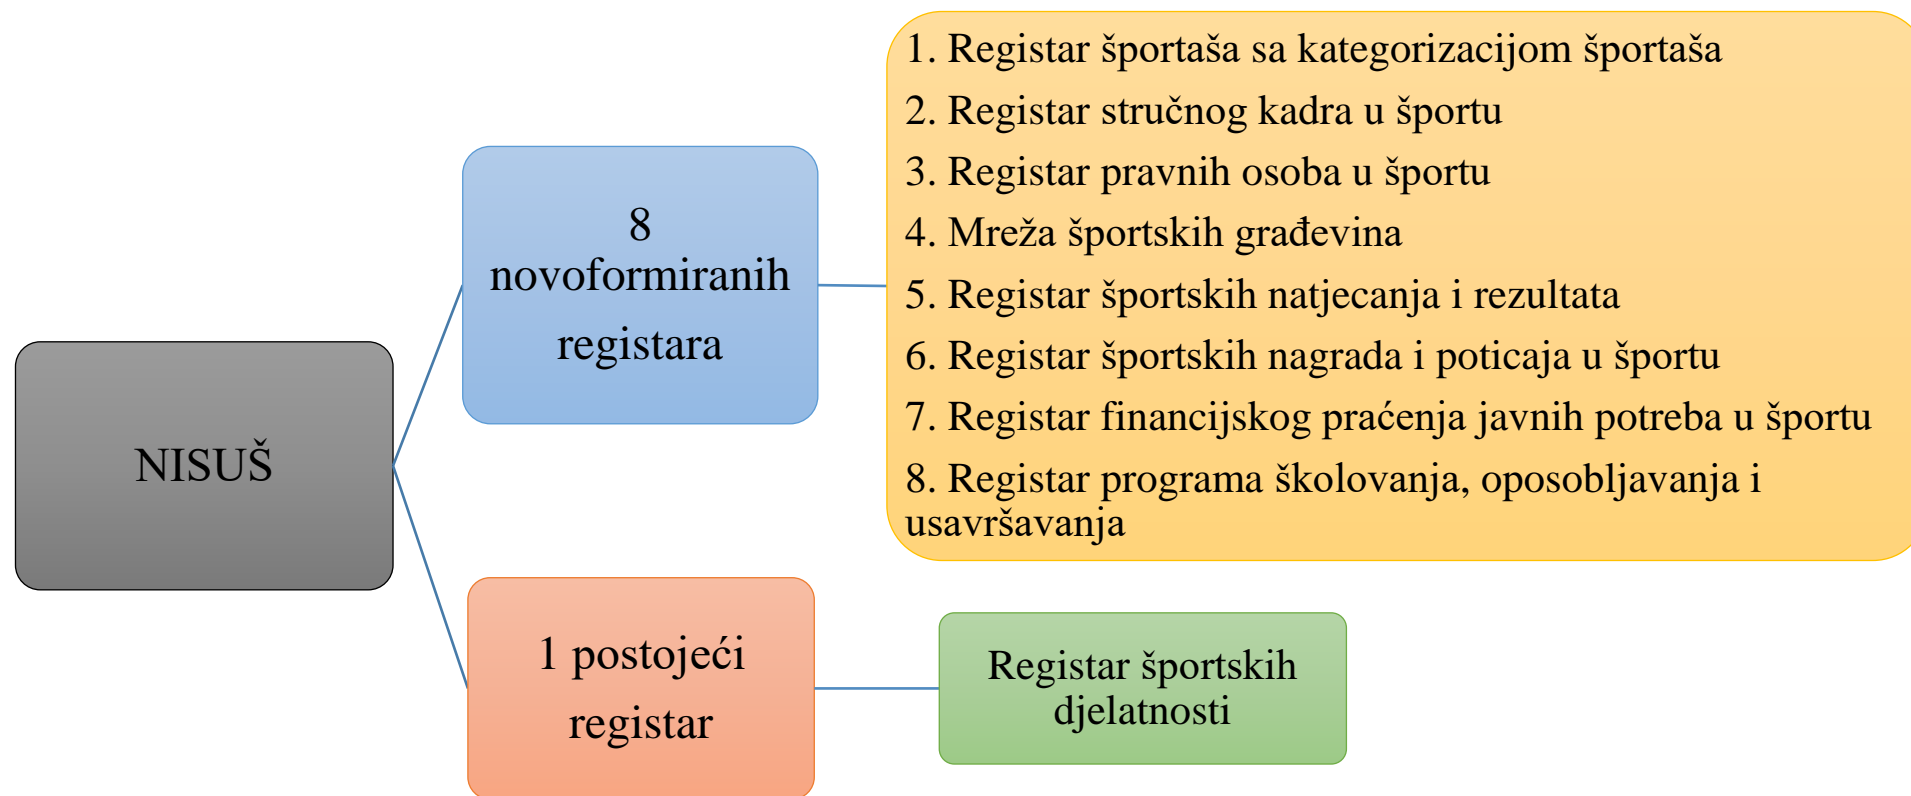 NISUŠ
8
novoformiranih
registara
1. Registar športaša sa kategorizacijom športaša
2. Registar stručnog kadra u športu
3. Registar pravnih osoba u športu
4. Mreža športskih građevina
5. Registar športskih natjecanja i rezultata
6. Registar športskih nagrada i poticaja u športu
7. Registar financijskog praćenja javnih potreba u športu
8. Registar programa školovanja, oposobljavanja i
usavršavanja
1 postojeći
registar
Registar športskih
djelatnosti